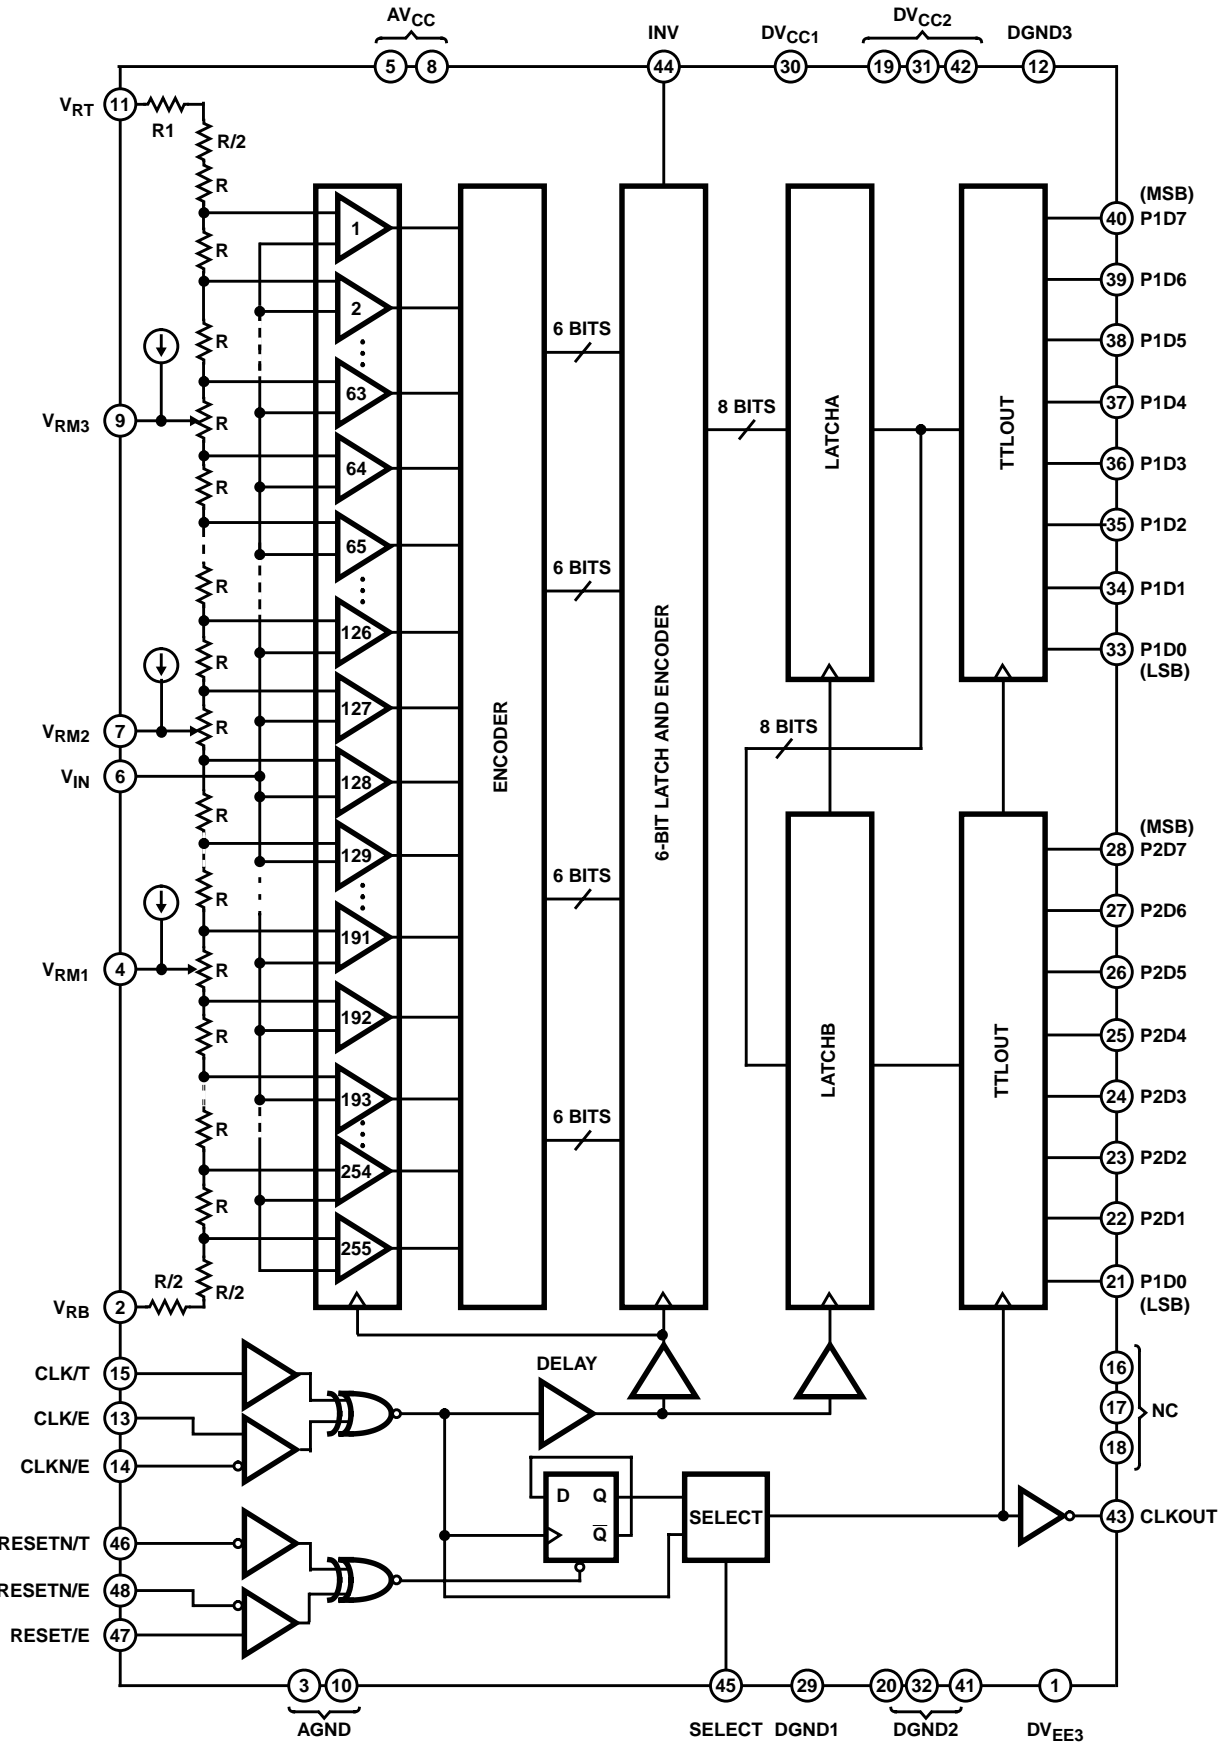 AVCC
INV
DVCC1
DVCC2
DGND3
5
8
44
30
19
31
42
12
VRT
11
R1
R/2
R
R
R
VRM3
9
R
R
R
R
VRM2
7
R
VIN
6
R
R
VRM1
4
R
R
R
R
VRB
2
R/2
R/2
1
2
63
64
65
126
127
128
129
191
192
193
254
255
ENCODER
6 BITS
6 BITS
6 BITS
6 BITS
6-BIT LATCH AND ENCODER
8 BITS
LATCHA
TTLOUT
8 BITS
LATCHB
TTLOUT
(MSB)
40 P1D7
39 P1D6
38 P1D5
37 P1D4
36 P1D3
35 P1D2
34 P1D1
33 P1D0
(LSB)
(MSB)
28 P2D7
27 P2D6
26 P2D5
25 P2D4
24 P2D3
23 P2D2
22 P2D1
21 P1D0
(LSB)
16
17 NC
18
CLK/T 15
CLK/E 13
CLKN/E 14
DELAY
D Q
Q̅
SELECT
43 CLKOUT
RESETN/T 46
RESETN/E 48
RESET/E 47
3
10
45
29
20
32
41
1
AGND
SELECT
DGND1
DGND2
DVEE3